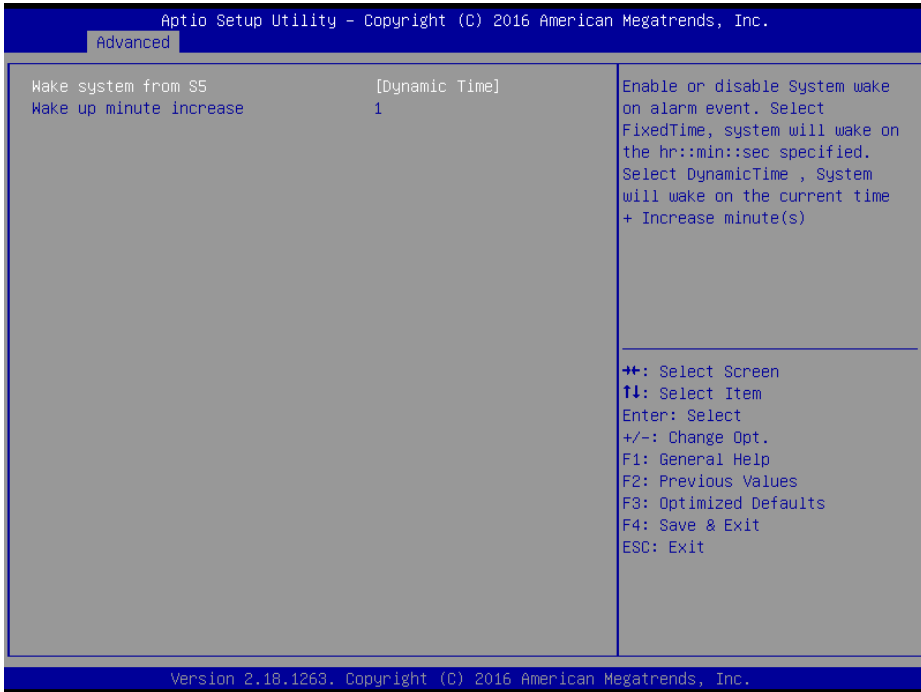 Aptio Setup Utility – Copyright (C) 2016 American Megatrends, Inc.
Advanced
Wake system from S5 [Dynamic Time]
Wake up minute increase 1
Enable or disable System wake
on alarm event. Select
FixedTime, system will wake on
the hr::min::sec specified.
Select DynamicTime , System
will wake on the current time
+ Increase minute(s)
→←: Select Screen
↑↓: Select Item
Enter: Select
+/-: Change Opt.
F1: General Help
F2: Previous Values
F3: Optimized Defaults
F4: Save & Exit
ESC: Exit
Version 2.18.1263. Copyright (C) 2016 American Megatrends, Inc.